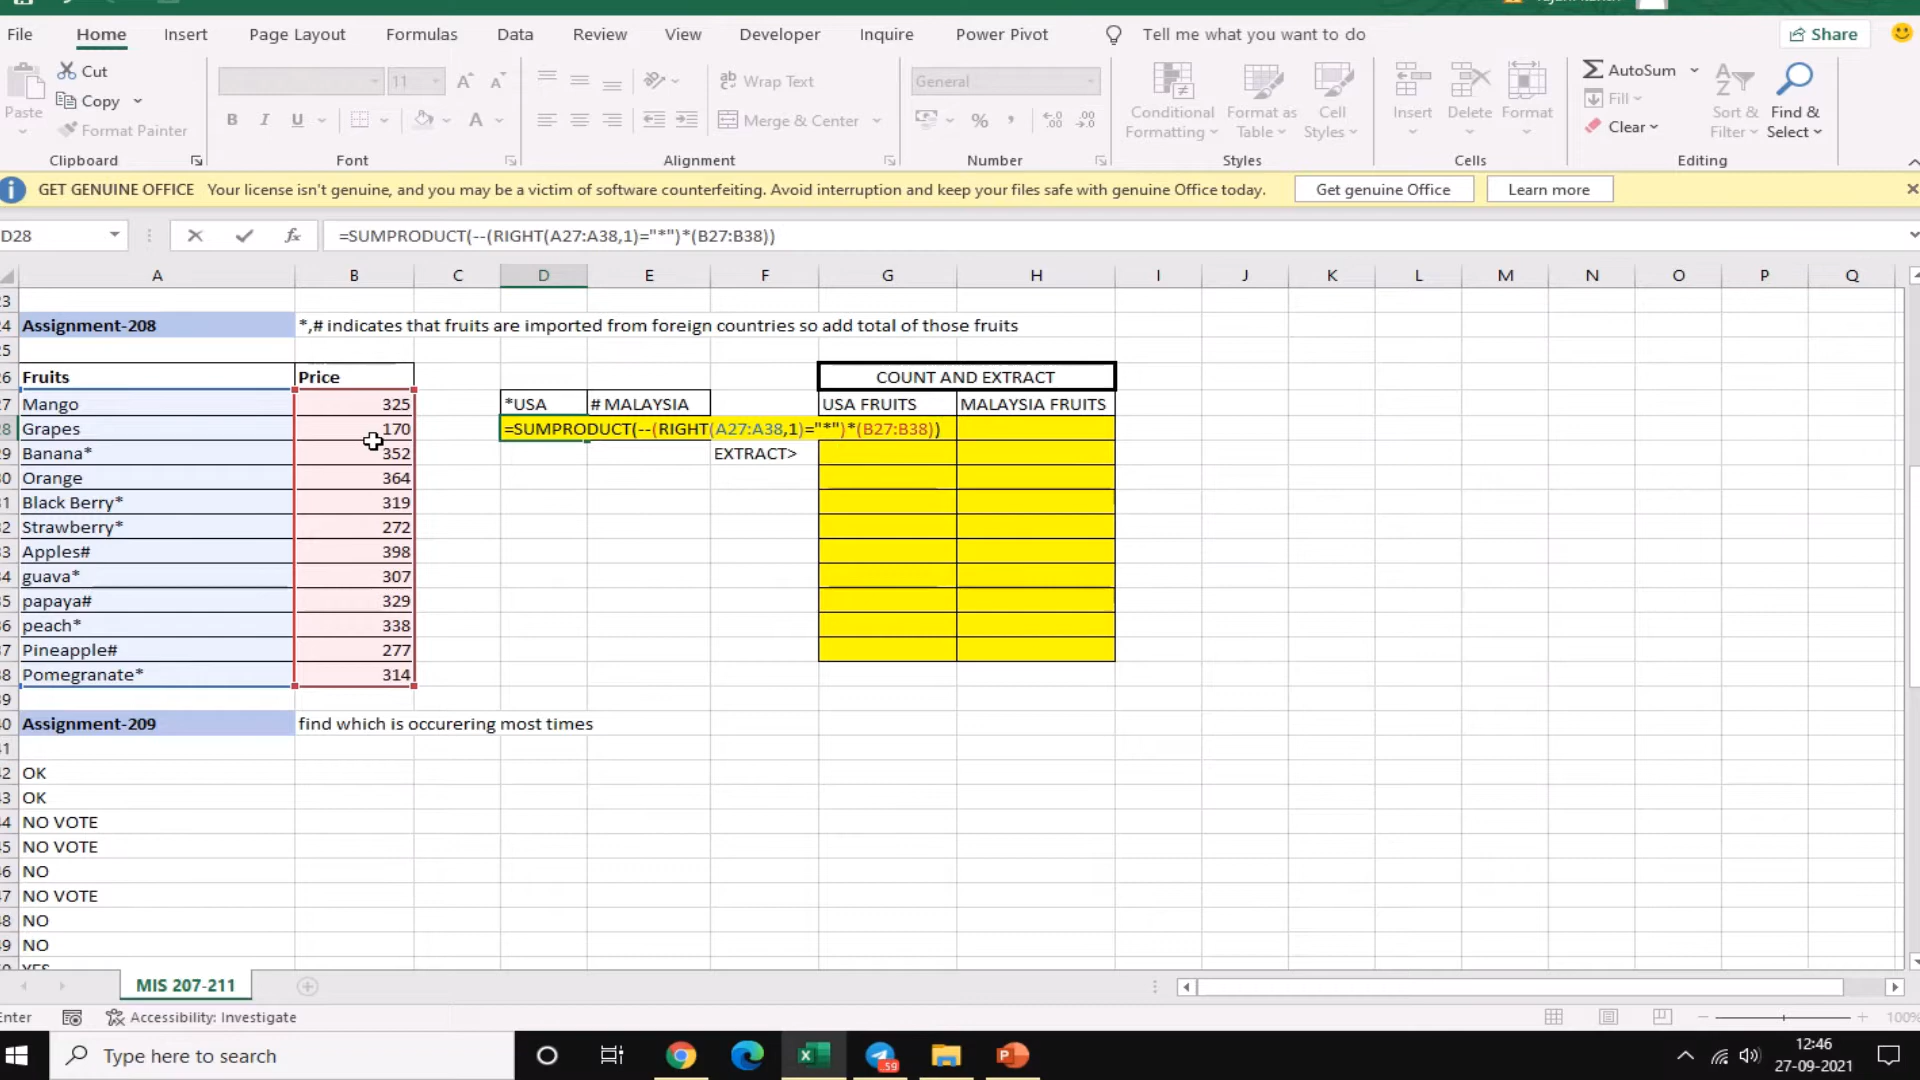 File Home Insert Page Layout Formulas Data Review View Developer Inquire Power Pivot Tell me what you want to do Share
Cut
Copy
Format Painter
Paste
Clipboard
11
Font
Wrap Text
Merge & Center
Alignment
General
Number
Conditional
Formatting
Format as
Table
Cell
Styles
Styles
Insert Delete Format
Cells
AutoSum
Fill
Clear
Sort &
Filter
Find &
Select
Editing
GET GENUINE OFFICE Your license isn't genuine, and you may be a victim of software counterfeiting. Avoid interruption and keep your files safe with genuine Office today. Get genuine Office Learn more
D28 fx =SUMPRODUCT(--(RIGHT(A27:A38,1)="*")*(B27:B38))
A B C D E F G H I J K L M N O P Q
Assignment-208 *,# indicates that fruits are imported from foreign countries so add total of those fruits
Fruits Price COUNT AND EXTRACT
Mango 325 *USA # MALAYSIA USA FRUITS MALAYSIA FRUITS
Grapes 170 =SUMPRODUCT(--(RIGHT(A27:A38,1)="*")*(B27:B38))
Banana* 352 EXTRACT>
Orange 364
Black Berry* 319
Strawberry* 272
Apples# 398
guava* 307
papaya# 329
peach* 338
Pineapple# 277
Pomegranate* 314
Assignment-209 find which is occurering most times
OK
OK
NO VOTE
NO VOTE
NO
NO VOTE
NO
NO
YES
MIS 207-211
Accessibility: Investigate 100%
Type here to search
59
12:46
27-09-2021